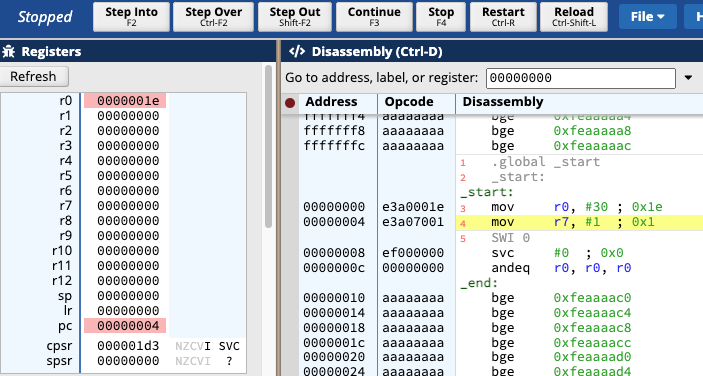 Stopped
Step Into
F2
Step Over
Ctrl-F2
Step Out
Shift-F2
Continue
F3
Stop
F4
Restart
Ctrl-R
Reload
Ctrl-Shift-L
File
H
Registers
Refresh
r0 0000001e
r1 00000000
r2 00000000
r3 00000000
r4 00000000
r5 00000000
r6 00000000
r7 00000000
r8 00000000
r9 00000000
r10 00000000
r11 00000000
r12 00000000
sp 00000000
lr 00000000
pc 00000004
cpsr 000001d3 NZCVI SVC
spsr 00000000 NZCVI ?
Disassembly (Ctrl-D)
Go to address, label, or register: 00000000
Address Opcode Disassembly
fffffff4 aaaaaaaa bge 0xfeaaaaa4
fffffff8 aaaaaaaa bge 0xfeaaaaa8
fffffffc aaaaaaaa bge 0xfeaaaaac
1 .global _start
2 _start:
_start:
00000000 e3a0001e 3 mov r0, #30 ; 0x1e
00000004 e3a07001 4 mov r7, #1 ; 0x1
5 SWI 0
00000008 ef000000 svc #0 ; 0x0
0000000c 00000000 andeq r0, r0, r0
_end:
00000010 aaaaaaaa bge 0xfeaaaac0
00000014 aaaaaaaa bge 0xfeaaaac4
00000018 aaaaaaaa bge 0xfeaaaac8
0000001c aaaaaaaa bge 0xfeaaaacc
00000020 aaaaaaaa bge 0xfeaaaad0
00000024 aaaaaaaa bge 0xfeaaaad4